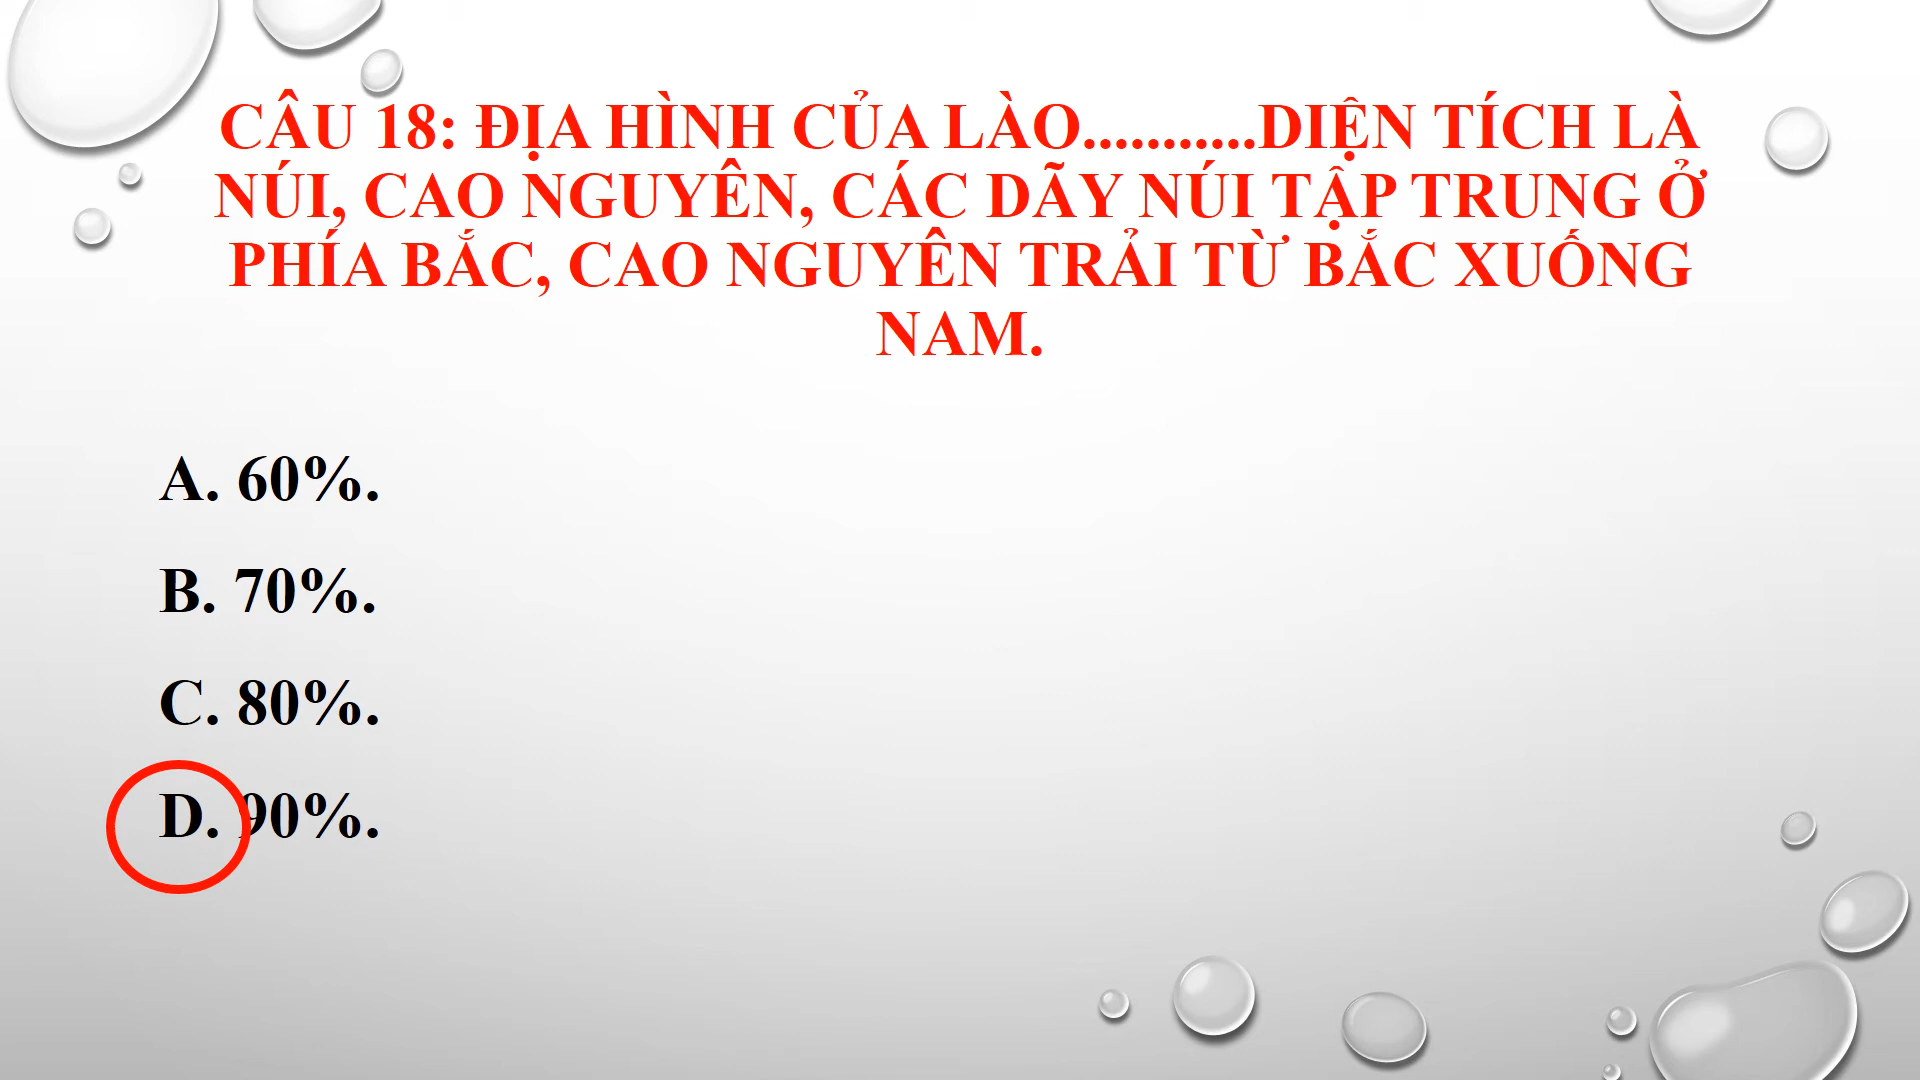 CÂU 18: ĐỊA HÌNH CỦA LÀO...........DIỆN TÍCH LÀ
NÚI, CAO NGUYÊN, CÁC DÃY NÚI TẬP TRUNG Ở
PHÍA BẮC, CAO NGUYÊN TRẢI TỪ BẮC XUỐNG
NAM.
A. 60%.
B. 70%.
C. 80%.
D. 90%.